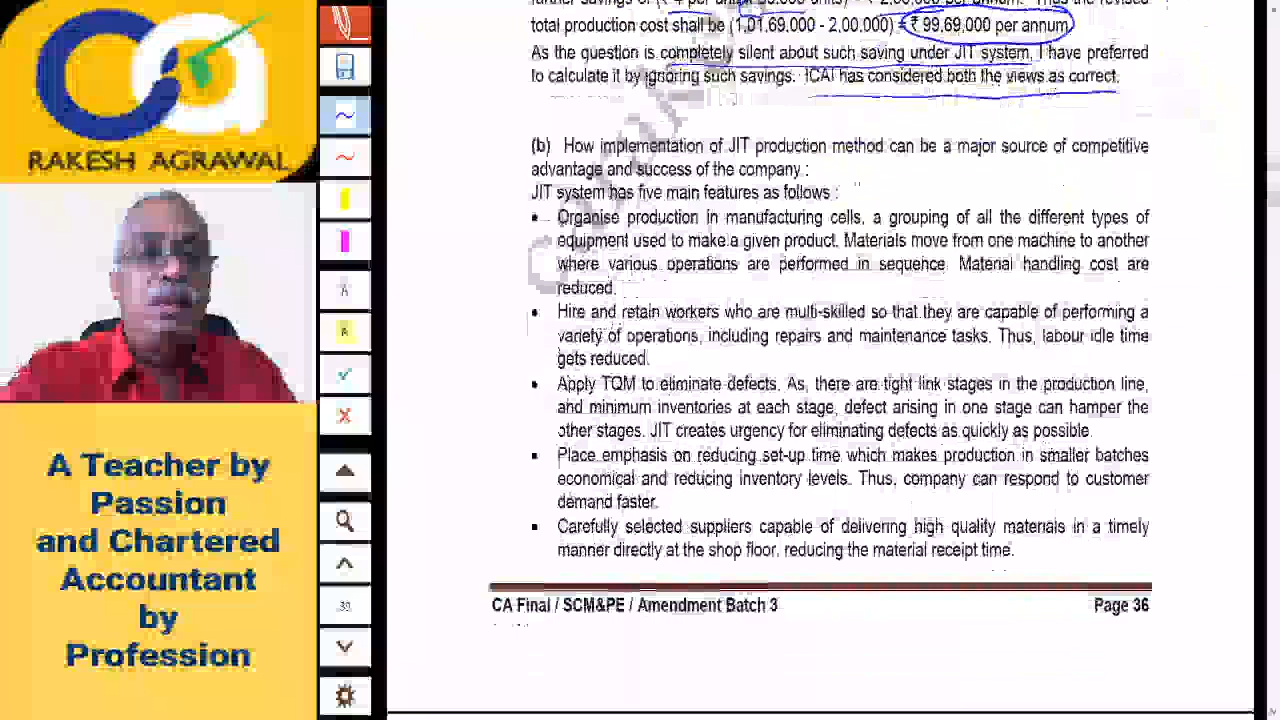 RAKESH AGRAWAL
A Teacher by
Passion
and Chartered
Accountant
by
Profession
total production cost shall be (1,01,69,000 - 2,00,000) = ₹ 99,69,000 per annum
As the question is completely silent about such saving under JIT system, I have preferred
to calculate it by ignoring such savings. ICAI has considered both the views as correct.
(b) How implementation of JIT production method can be a major source of competitive
advantage and success of the company :
JIT system has five main features as follows :
• Organise production in manufacturing cells, a grouping of all the different types of
equipment used to make a given product. Materials move from one machine to another
where various operations are performed in sequence. Material handling cost are
reduced.
• Hire and retain workers who are multi-skilled so that they are capable of performing a
variety of operations, including repairs and maintenance tasks. Thus, labour idle time
gets reduced.
• Apply TQM to eliminate defects. As, there are tight link stages in the production line,
and minimum inventories at each stage, defect arising in one stage can hamper the
other stages. JIT creates urgency for eliminating defects as quickly as possible.
• Place emphasis on reducing set-up time which makes production in smaller batches
economical and reducing inventory levels. Thus, company can respond to customer
demand faster.
• Carefully selected suppliers capable of delivering high quality materials in a timely
manner directly at the shop floor, reducing the material receipt time.
CA Final / SCM&PE / Amendment Batch 3
Page 36
39